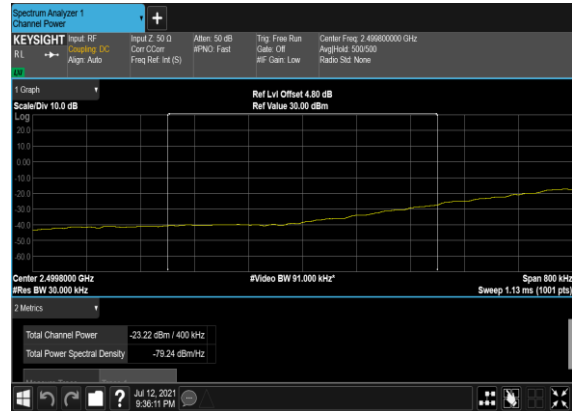 Spectrum Analyzer 1
Channel Power
+
KEYSIGHT Input: RF Input Z: 50 Ω Atten: 50 dB Trig: Free Run Center Freq: 2.499800000 GHz
RL Coupling: DC Corr CCorr #PNO: Fast Gate: Off Avg|Hold: 500/500
Align: Auto Freq Ref: Int (S) #IF Gain: Low Radio Std: None
1 Graph
Scale/Div 10.0 dB Ref Lvl Offset 4.80 dB
Ref Value 30.00 dBm
Log
20.0
10.0
0.00
-10.0
-20.0
-30.0
-40.0
-50.0
-60.0
Center 2.4998000 GHz #Video BW 91.000 kHz* Span 800 kHz
#Res BW 30.000 kHz Sweep 1.13 ms (1001 pts)
2 Metrics
Total Channel Power -23.22 dBm / 400 kHz
Total Power Spectral Density -79.24 dBm/Hz
? Jul 12, 2021
9:36:11 PM